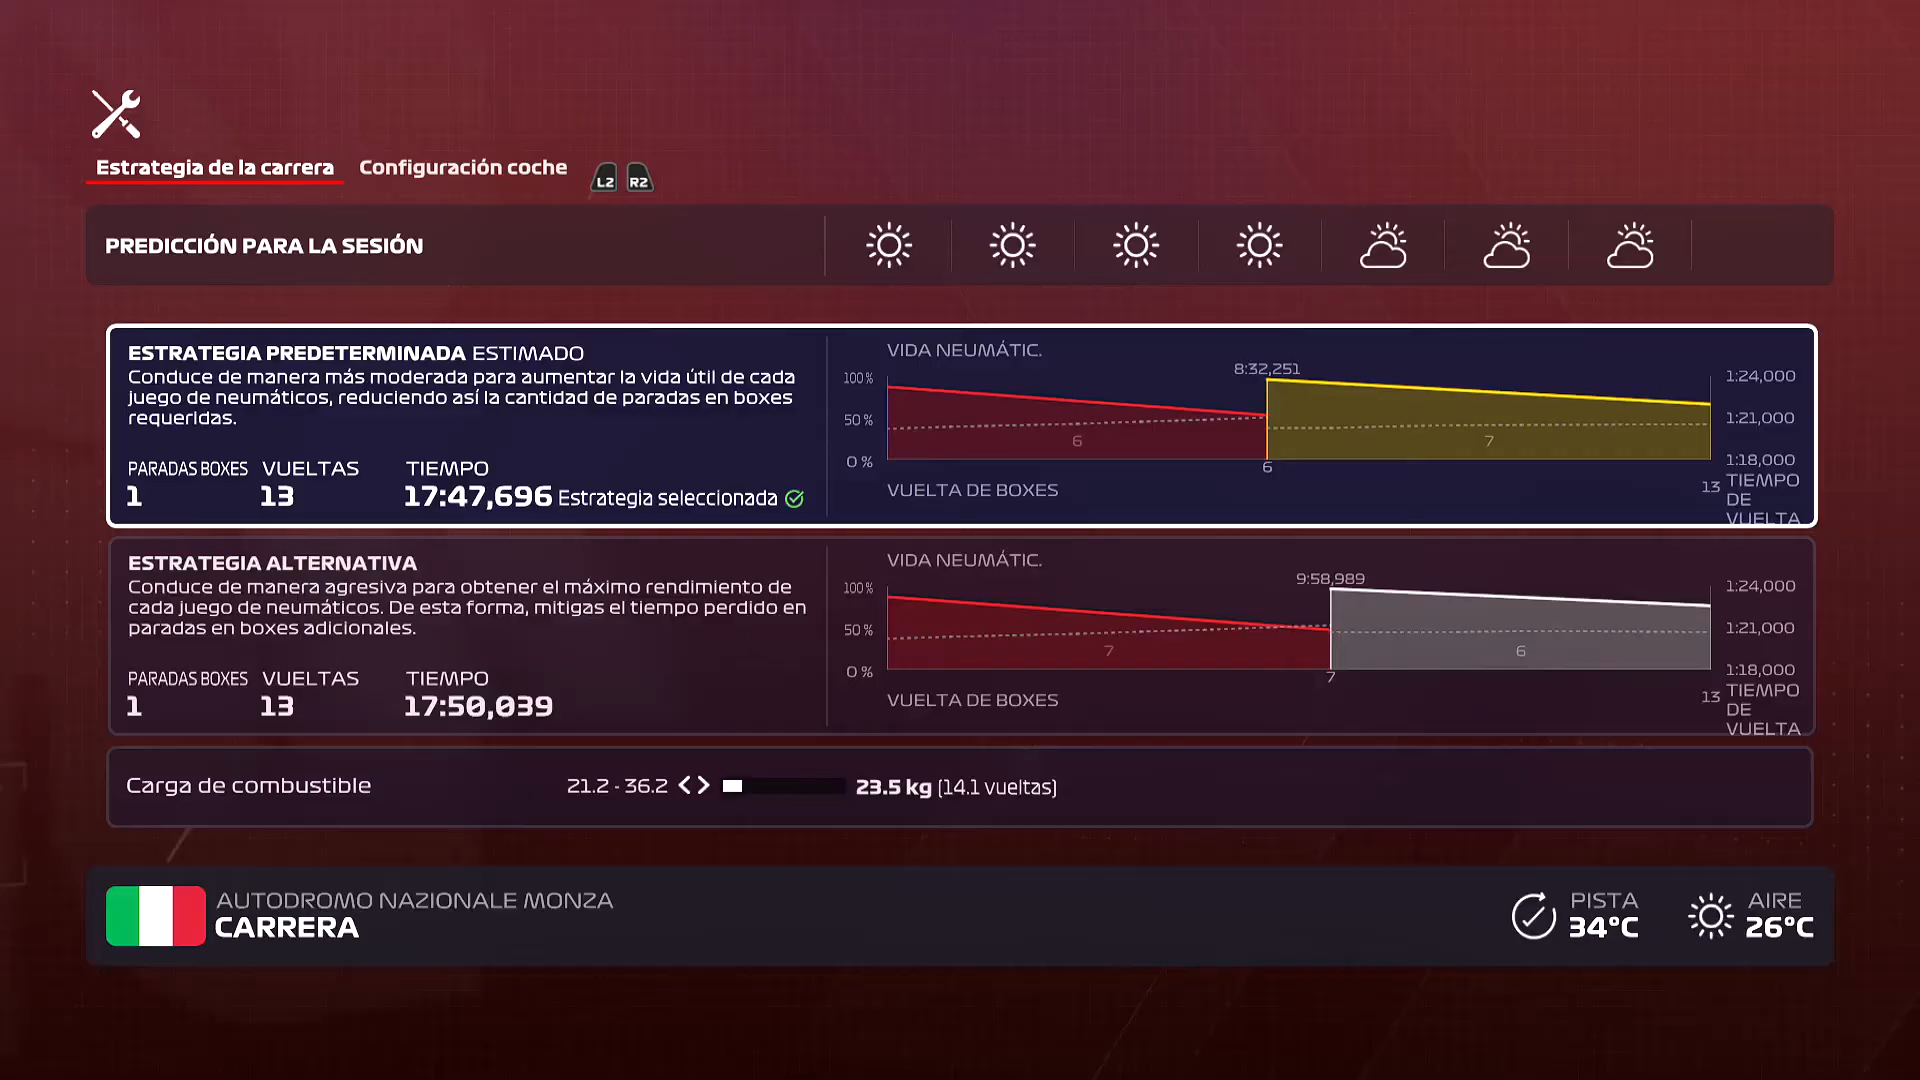 Estrategia de la carrera Configuración coche L2 R2
PREDICCIÓN PARA LA SESIÓN
ESTRATEGIA PREDETERMINADA ESTIMADO
Conduce de manera más moderada para aumentar la vida útil de cada
juego de neumáticos, reduciendo así la cantidad de paradas en boxes
requeridas.
PARADAS BOXES VUELTAS TIEMPO
1 13 17:47,696 Estrategia seleccionada
VIDA NEUMÁTIC.
8:32,251
100 % 1:24,000
50 % 1:21,000
6 7
0 % 6 1:18,000
VUELTA DE BOXES 13 TIEMPO
DE
VUELTA
ESTRATEGIA ALTERNATIVA
Conduce de manera agresiva para obtener el máximo rendimiento de
cada juego de neumáticos. De esta forma, mitigas el tiempo perdido en
paradas en boxes adicionales.
PARADAS BOXES VUELTAS TIEMPO
1 13 17:50,039
VIDA NEUMÁTIC.
9:58,989
100 % 1:24,000
50 % 1:21,000
7 6
0 % 7 1:18,000
VUELTA DE BOXES 13 TIEMPO
DE
VUELTA
Carga de combustible 21.2 - 36.2 23.5 kg (14.1 vueltas)
AUTODROMO NAZIONALE MONZA
CARRERA
PISTA
34°C
AIRE
26°C